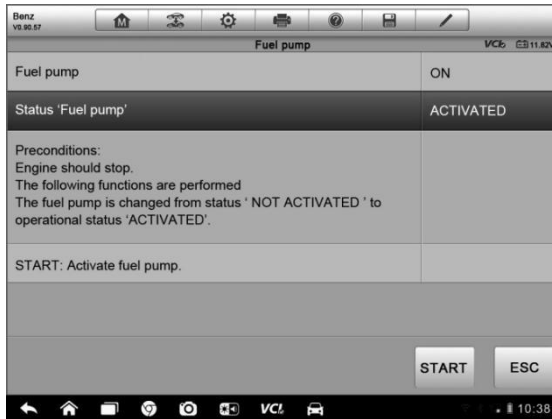 Benz
V0.90.57
Fuel pump
VCI
11.82V
Fuel pump
ON
Status ‘Fuel pump’
ACTIVATED
Preconditions:
Engine should stop.
The following functions are performed
The fuel pump is changed from status ‘ NOT ACTIVATED ’ to
operational status ‘ACTIVATED’.
START: Activate fuel pump.
START
ESC
VCI
10:38